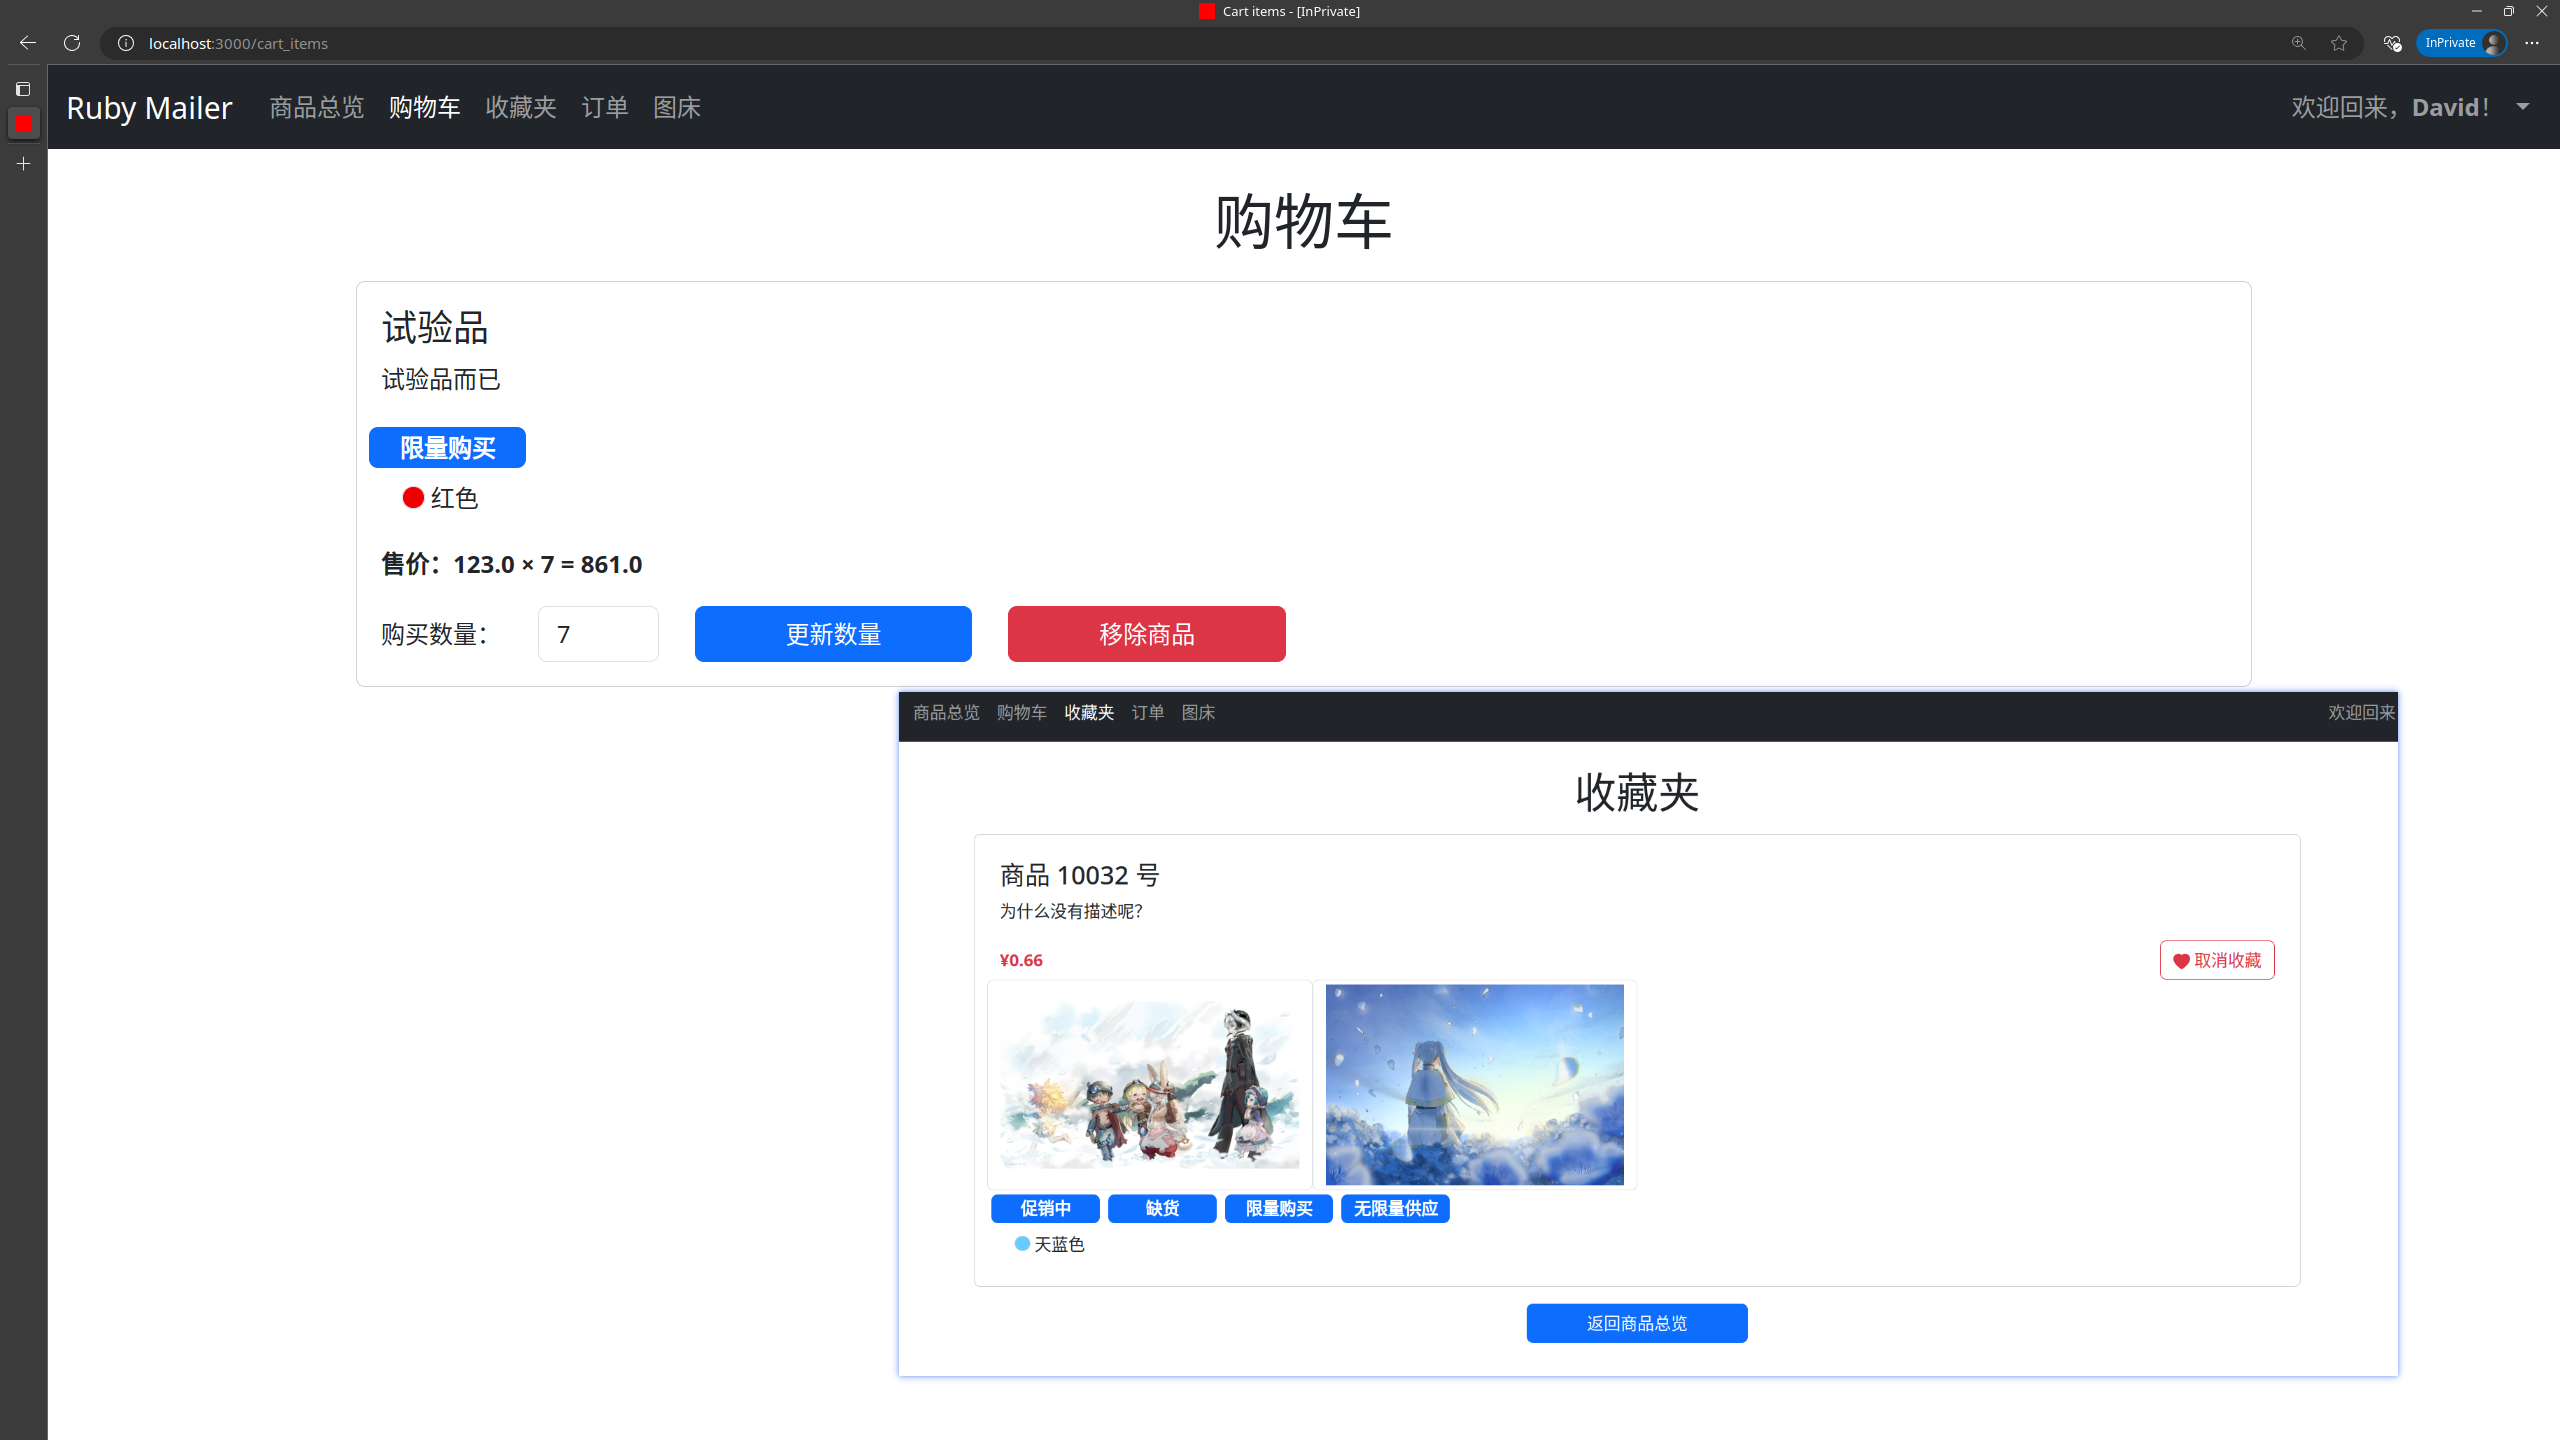 Cart items - [InPrivate]
localhost:3000/cart_items
InPrivate
Ruby Mailer 商品总览 购物车 收藏夹 订单 图床 欢迎回来，David！
购物车
试验品
试验品而已
限量购买
红色
售价：123.0 × 7 = 861.0
购买数量： 7 更新数量 移除商品
商品总览 购物车 收藏夹 订单 图床 欢迎回来
收藏夹
商品 10032 号
为什么没有描述呢？
¥0.66 取消收藏
促销中 缺货 限量购买 无限量供应
天蓝色
返回商品总览